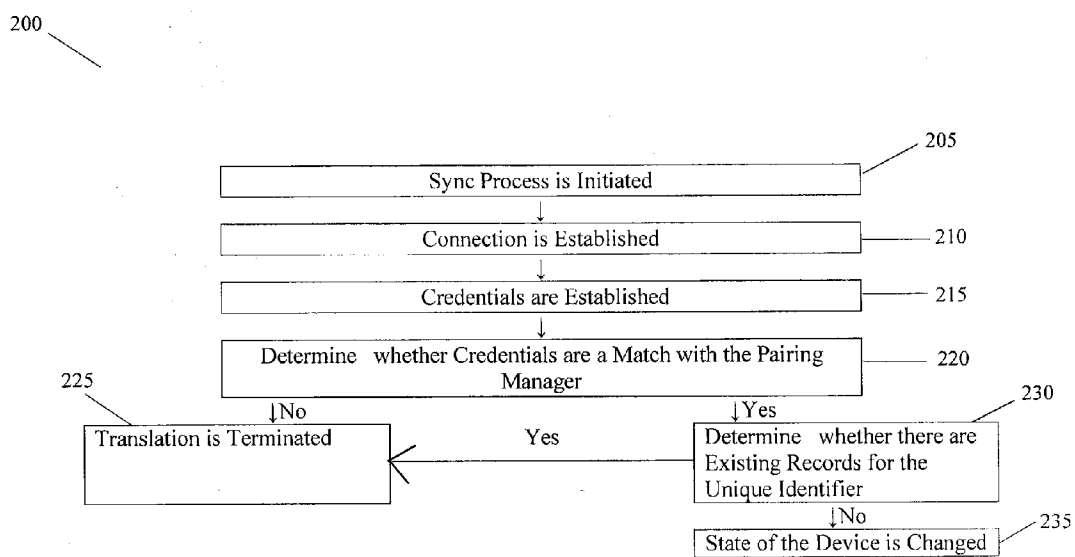 200
205
Sync Process is Initiated
Connection is Established
210
Credentials are Established
215
Determine whether Credentials are a Match with the Pairing
Manager
220
225
No
Yes
230
Translation is Terminated
Yes
Determine whether there are
Existing Records for the
Unique Identifier
No
235
State of the Device is Changed